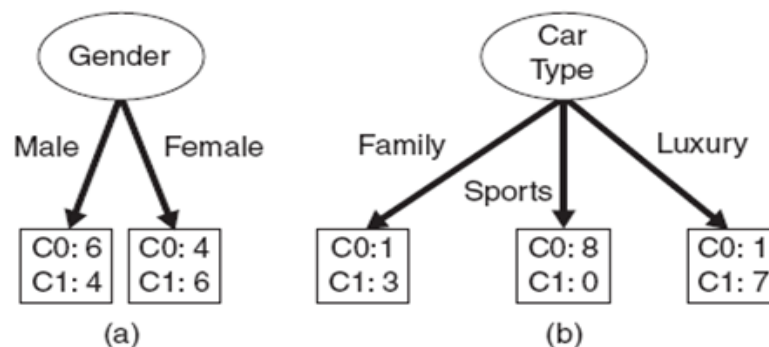 Gender
Male
Female
C0: 6
C1: 4
C0: 4
C1: 6
(a)
Car
Type
Family
Sports
Luxury
C0:1
C1: 3
C0: 8
C1: 0
C0: 1
C1: 7
(b)